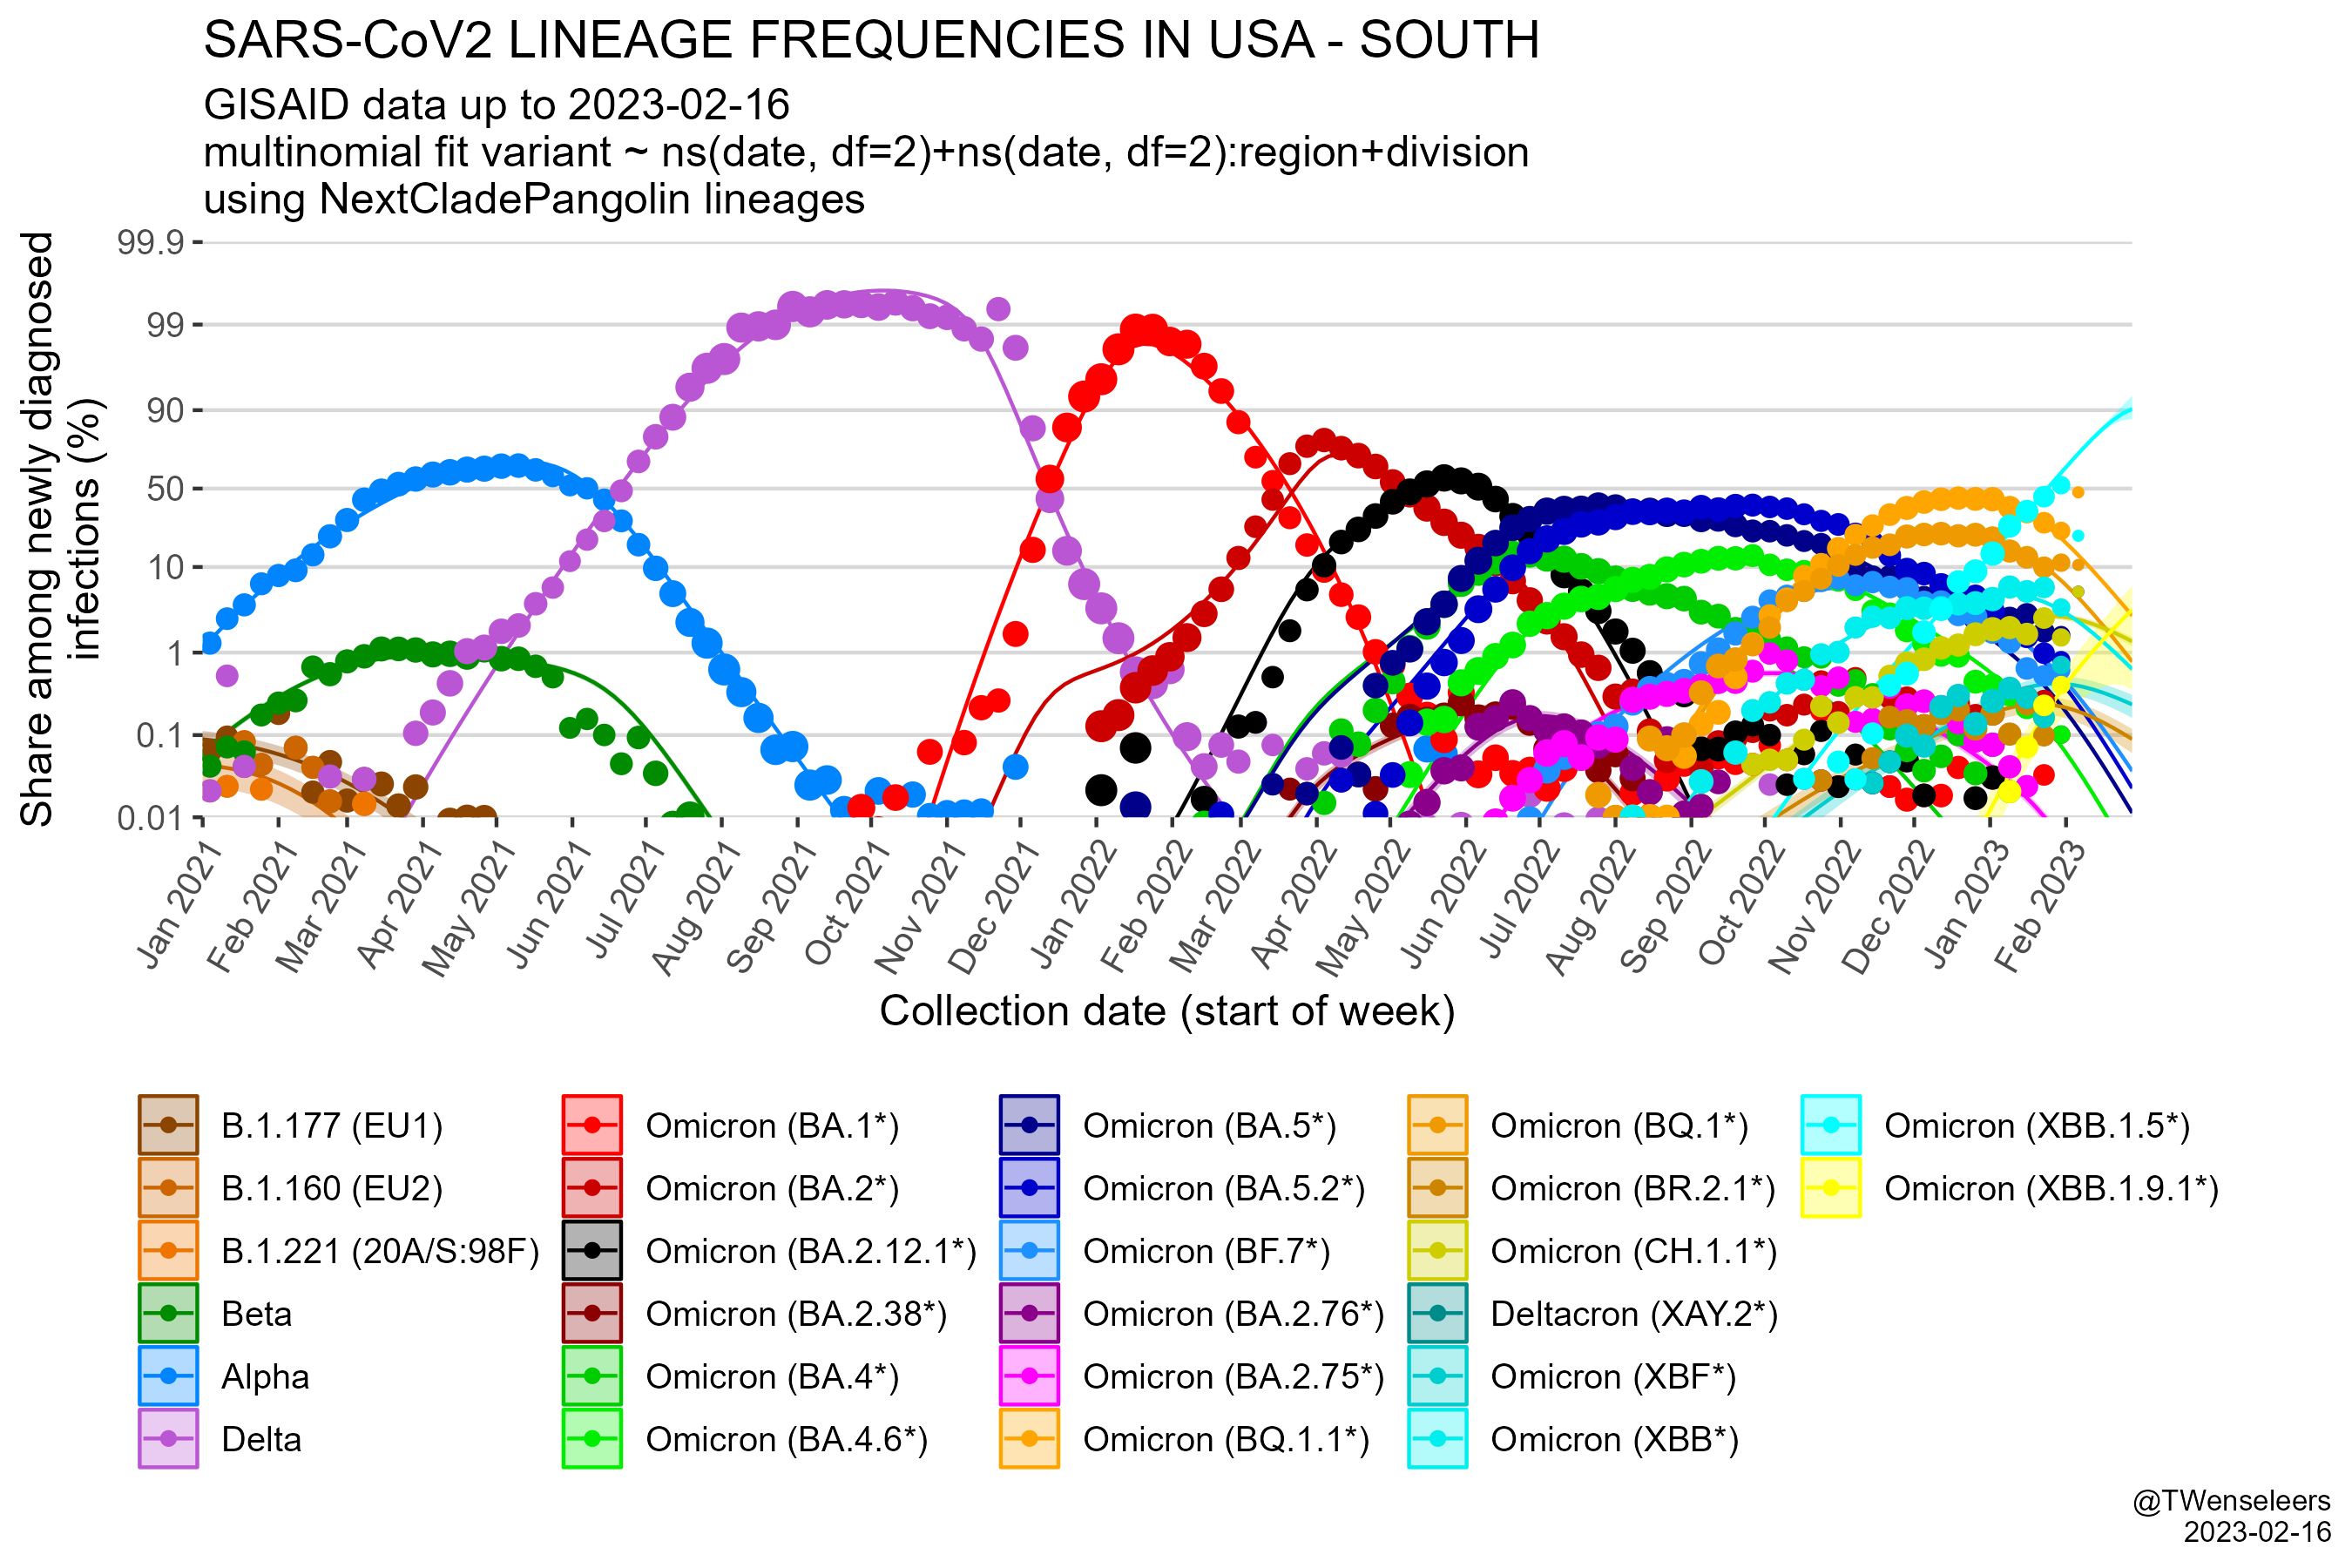 SARS-CoV2 LINEAGE FREQUENCIES IN USA - SOUTH
GISAID data up to 2023-02-16
multinomial fit variant ~ ns(date, df=2)+ns(date, df=2):region+division
using NextCladePangolin lineages
Share among newly diagnosed
infections (%)
99.9
99
90
50
10
1
0.1
0.01
Jan 2021
Feb 2021
Mar 2021
Apr 2021
May 2021
Jun 2021
Jul 2021
Aug 2021
Sep 2021
Oct 2021
Nov 2021
Dec 2021
Jan 2022
Feb 2022
Mar 2022
Apr 2022
May 2022
Jun 2022
Jul 2022
Aug 2022
Sep 2022
Oct 2022
Nov 2022
Dec 2022
Jan 2023
Feb 2023
Collection date (start of week)
B.1.177 (EU1)
B.1.160 (EU2)
B.1.221 (20A/S:98F)
Beta
Alpha
Delta
Omicron (BA.1*)
Omicron (BA.2*)
Omicron (BA.2.12.1*)
Omicron (BA.2.38*)
Omicron (BA.4*)
Omicron (BA.4.6*)
Omicron (BA.5*)
Omicron (BA.5.2*)
Omicron (BF.7*)
Omicron (BA.2.76*)
Omicron (BA.2.75*)
Omicron (BQ.1.1*)
Omicron (BQ.1*)
Omicron (BR.2.1*)
Omicron (CH.1.1*)
Deltacron (XAY.2*)
Omicron (XBF*)
Omicron (XBB*)
Omicron (XBB.1.5*)
Omicron (XBB.1.9.1*)
@TWenseleers
2023-02-16